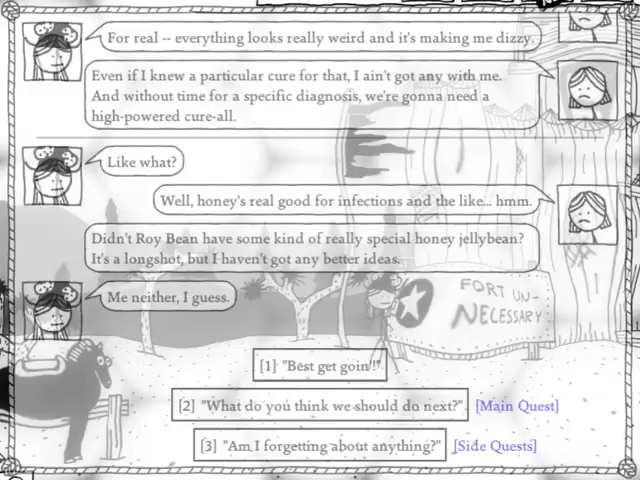 For real -- everything looks really weird and it's making me dizzy.
Even if I knew a particular cure for that, I ain't got any with me.
And without time for a specific diagnosis, we're gonna need a
high-powered cure-all.
Like what?
Well, honey's real good for infections and the like... hmm.
Didn't Roy Bean have some kind of really special honey jellybean?
It's a longshot, but I haven't got any better ideas.
Me neither, I guess.
FORT UN-
NECESSARY
[1] "Best get goin'!"
[2] "What do you think we should do next?" [Main Quest]
[3] "Am I forgetting about anything?" [Side Quests]